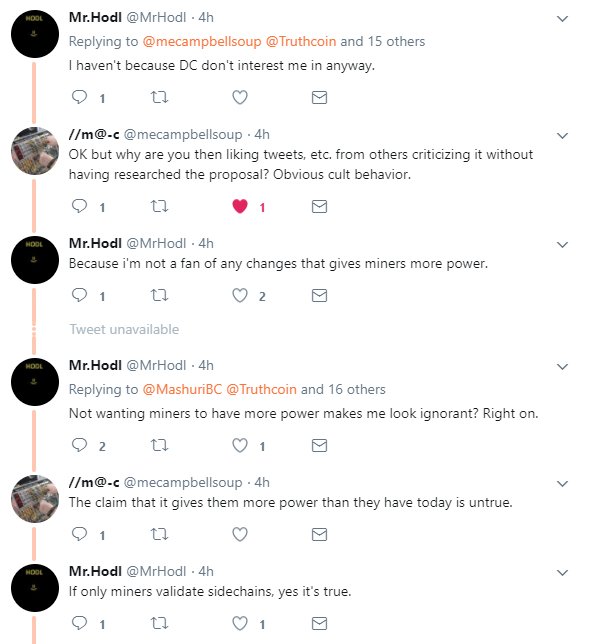 Mr.Hodl @MrHodl · 4h
Replying to @mecampbellsoup @Truthcoin and 15 others
I haven't because DC don't interest me in anyway.
1
//m@-c @mecampbellsoup · 4h
OK but why are you then liking tweets, etc. from others criticizing it without
having researched the proposal? Obvious cult behavior.
1 1
Mr.Hodl @MrHodl · 4h
Because i'm not a fan of any changes that gives miners more power.
1 2
Tweet unavailable
Mr.Hodl @MrHodl · 4h
Replying to @MashuriBC @Truthcoin and 16 others
Not wanting miners to have more power makes me look ignorant? Right on.
2 1
//m@-c @mecampbellsoup · 4h
The claim that it gives them more power than they have today is untrue.
1
Mr.Hodl @MrHodl · 4h
If only miners validate sidechains, yes it's true.
1 1